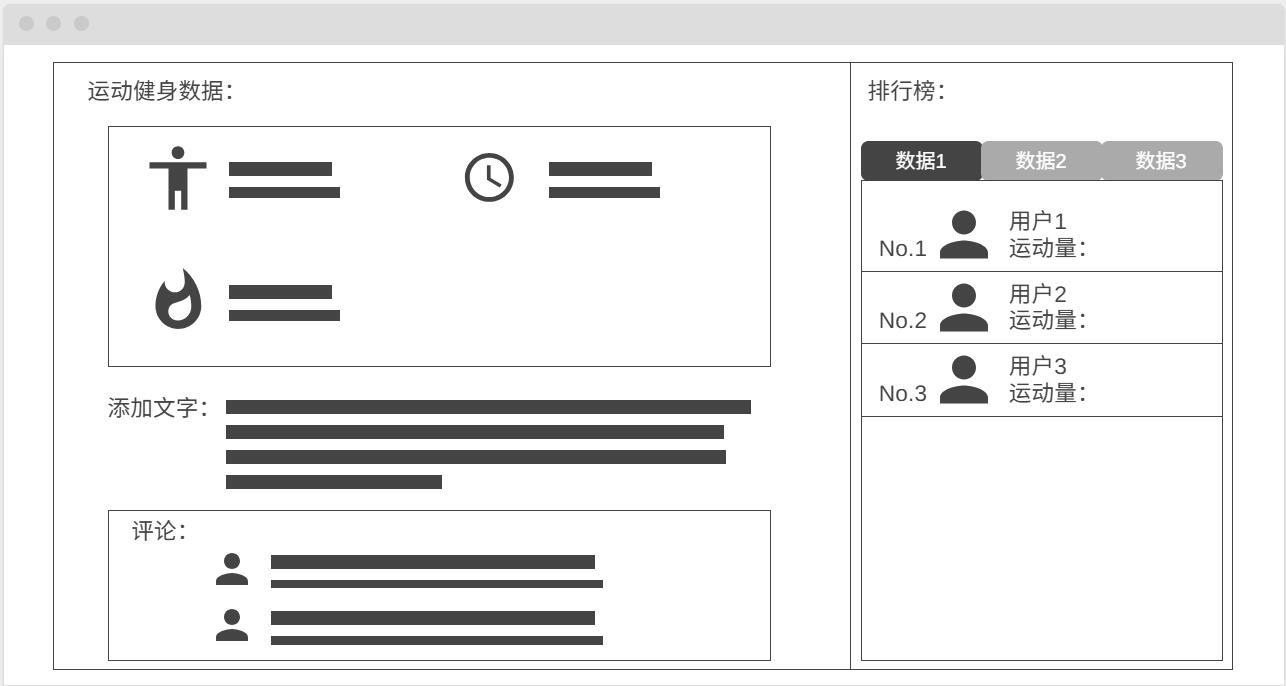 运动健身数据：
添加文字：
评论：
排行榜：
数据1 数据2 数据3
用户1
No.1 运动量：
用户2
No.2 运动量：
用户3
No.3 运动量：